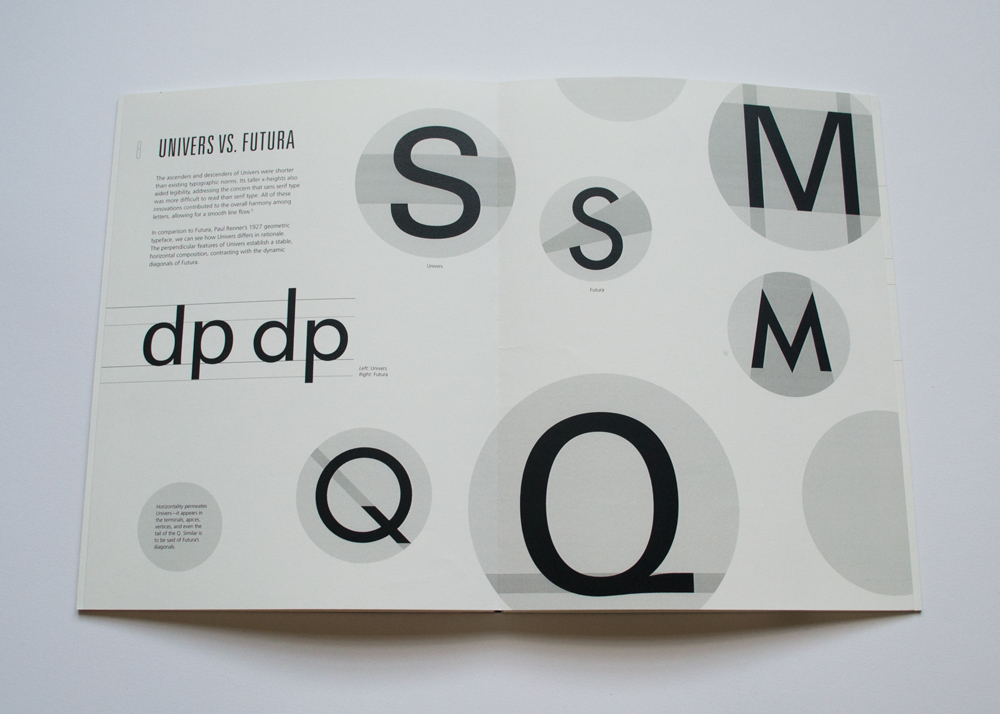 UNIVERS VS. FUTURA
The ascenders and descenders of Univers were shorter
than existing typographic norms. Its taller x-heights also
aided legibility, addressing the concern that sans serif type
was more difficult to read than serif type. All of these
innovations contributed to the overall harmony among
letters, allowing for a smooth line flow."
In comparison to Futura, Paul Renner's 1927 geometric
typeface, we can see how Univers differs in rationale.
The perpendicular features of Univers establish a stable,
horizontal composition, contrasting with the dynamic
diagonals of Futura.
dp dp
Left: Univers
Right: Futura
Horizontality permeates
Univers—it appears in
the terminals, apices,
vertices, and even the
tail of the Q. Similar is
to be said of Futura's
diagonals.
S
Univers
S
Futura
M
M
Q
Q